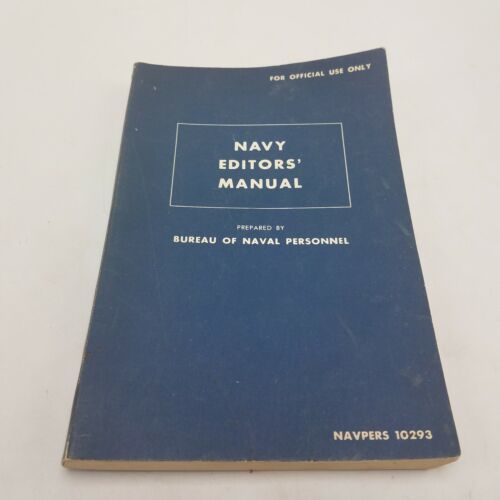 FOR OFFICIAL USE ONLY
NAVY
EDITORS'
MANUAL
PREPARED BY
BUREAU OF NAVAL PERSONNEL
NAVPERS 10293